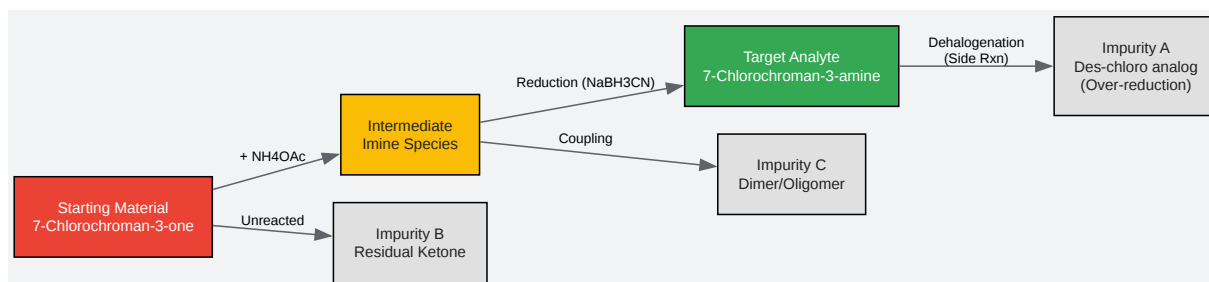 Starting Material
7-Chlorochroman-3-one
+ NH4OAc
Unreacted
Intermediate
Imine Species
Impurity B
Residual Ketone
Reduction (NaBH3CN)
Coupling
Target Analyte
7-Chlorochroman-3-amine
Impurity C
Dimer/Oligomer
Dehalogenation
(Side Rxn)
Impurity A
Des-chloro analog
(Over-reduction)